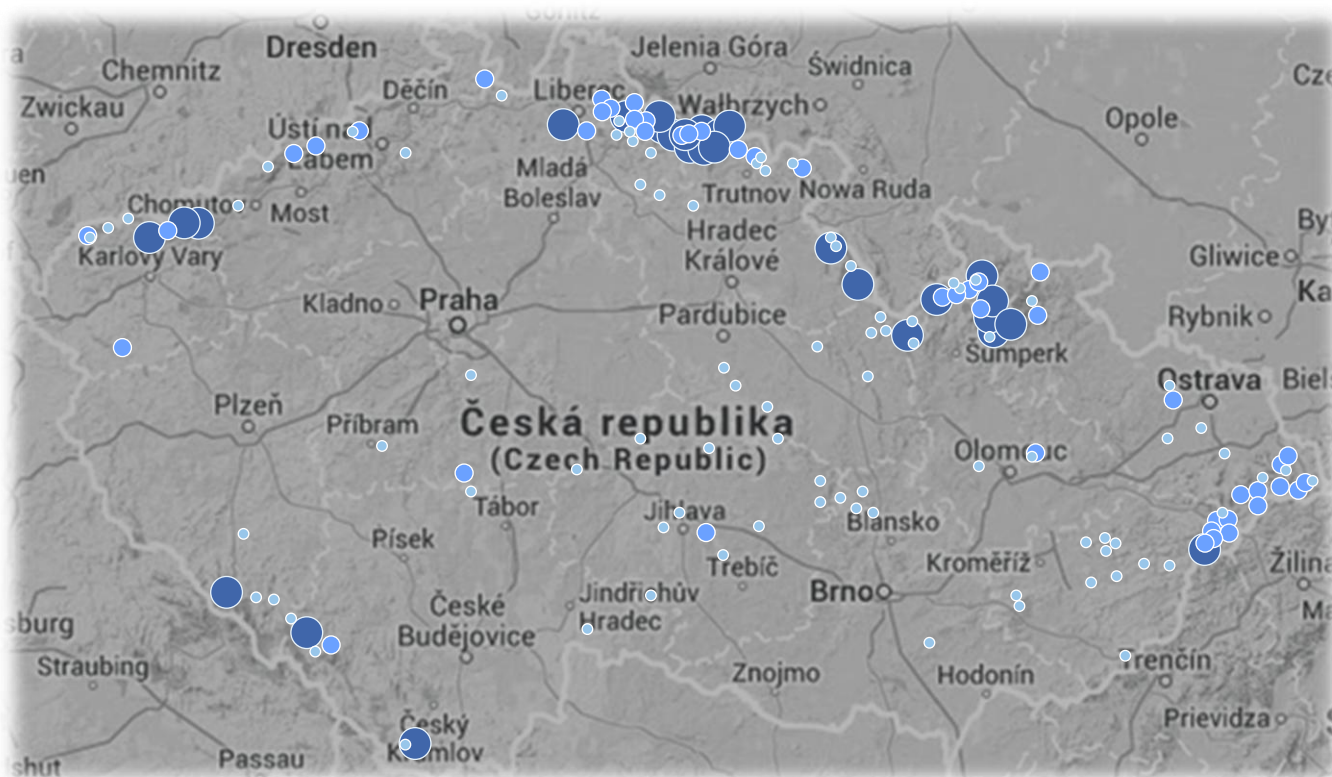 Görlitz
Dresden
Jelenia Góra
Chemnitz
Świdnica
Děčín
Liberec
Wałbrzych
Zwickau
Opole
Ústí nad
Labem
Mladá
Boleslav
Trutnov
Nowa Ruda
Chomutov
Most
Karlovy Vary
Hradec
Králové
Gliwice
Kladno
Praha
Pardubice
Rybnik
Šumperk
Ostrava
Plzeň
Příbram
Česká republika
(Czech Republic)
Olomouc
Tábor
Jihlava
Blansko
Písek
Třebíč
Kroměříž
Žilina
Brno
České
Budějovice
Jindřichův
Hradec
Straubing
Znojmo
Hodonín
Trenčín
Český
Krumlov
Prievidza
Passau